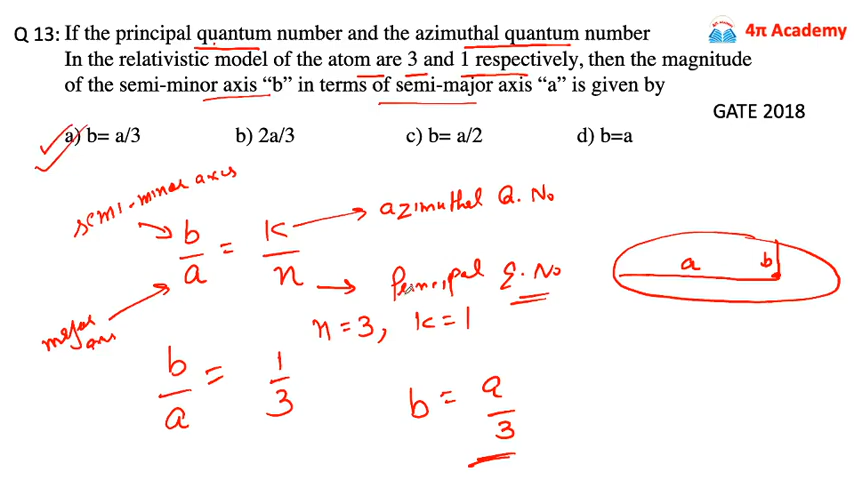 Q 13: If the principal quantum number and the azimuthal quantum number
4π Academy
In the relativistic model of the atom are 3 and 1 respectively, then the magnitude
of the semi-minor axis “b” in terms of semi-major axis “a” is given by
GATE 2018
a) b= a/3 b) 2a/3 c) b= a/2 d) b=a
semi-minor axis
b/a = k/n
azimuthal Q. No
Principal Q. No
major axis
a b
n = 3, k = 1
b/a = 1/3
b = a/3